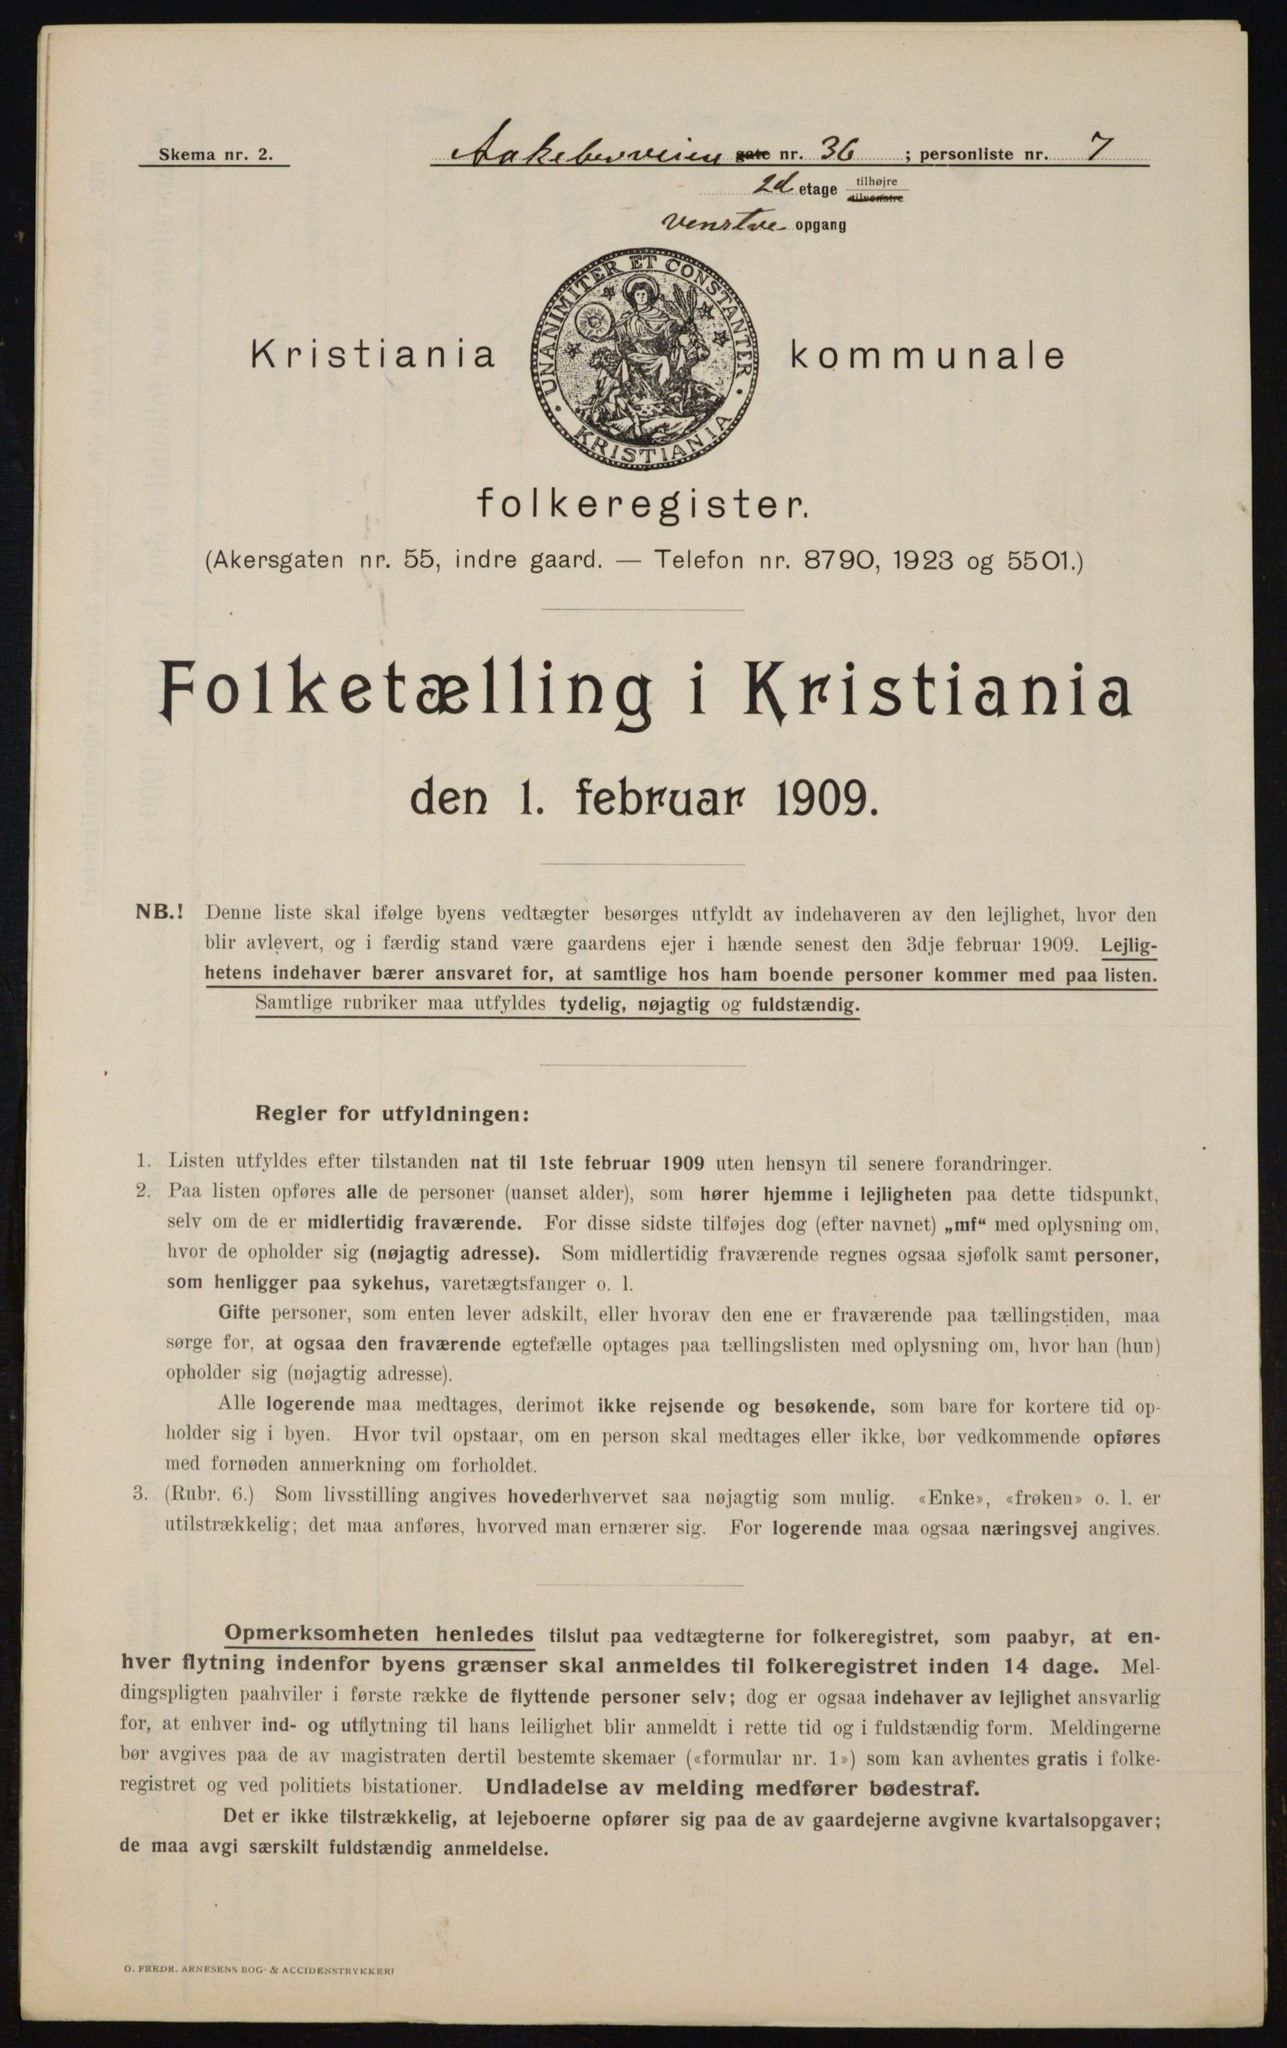 Skema nr. 2.
Aakeberveien gate nr. 36 ; personliste nr. 7
2d etage tilhøjre
tilvenstre
venstre opgang
UNANIMITER ET CONSTANTER
KRISTIANIA
Kristiania kommunale
folkeregister.
(Akersgaten nr. 55, indre gaard. — Telefon nr. 8790, 1923 og 5501.)
Folketælling i Kristiania
den 1. februar 1909.
NB.! Denne liste skal ifølge byens vedtægter besørges utfyldt av indehaveren av den lejlighet, hvor den
blir avlevert, og i færdig stand være gaardens ejer i hænde senest den 3dje februar 1909. Lejlig-
hetens indehaver bærer ansvaret for, at samtlige hos ham boende personer kommer med paa listen.
Samtlige rubriker maa utfyldes tydelig, nøjagtig og fuldstændig.
Regler for utfyldningen:
1. Listen utfyldes efter tilstanden nat til 1ste februar 1909 uten hensyn til senere forandringer.
2. Paa listen opføres alle de personer (uanset alder), som hører hjemme i lejligheten paa dette tidspunkt,
selv om de er midlertidig fraværende. For disse sidste tilføjes dog (efter navnet) „mf“ med oplysning om,
hvor de opholder sig (nøjagtig adresse). Som midlertidig fraværende regnes ogsaa sjøfolk samt personer,
som henligger paa sykehus, varetægtsfanger o. l.
Gifte personer, som enten lever adskilt, eller hvorav den ene er fraværende paa tællingstiden, maa
sørge for, at ogsaa den fraværende egtefælle optages paa tællingslisten med oplysning om, hvor han (hun)
opholder sig (nøjagtig adresse).
Alle logerende maa medtages, derimot ikke rejsende og besøkende, som bare for kortere tid op-
holder sig i byen. Hvor tvil opstaar, om en person skal medtages eller ikke, bør vedkommende opføres
med fornøden anmerkning om forholdet.
3. (Rubr. 6.) Som livsstilling angives hovederhvervet saa nøjagtig som mulig. «Enke», «frøken» o. l. er
utilstrækkelig; det maa anføres, hvorved man ernærer sig. For logerende maa ogsaa næringsvej angives.
Opmerksomheten henledes tilslut paa vedtægterne for folkeregistret, som paabyr, at en-
hver flytning indenfor byens grænser skal anmeldes til folkeregistret inden 14 dage. Mel-
dingspligten paahviler i første række de flyttende personer selv; dog er ogsaa indehaver av lejlighet ansvarlig
for, at enhver ind- og utflytning til hans leilighet blir anmeldt i rette tid og i fuldstændig form. Meldingerne
bør avgives paa de av magistraten dertil bestemte skemaer («formular nr. 1») som kan avhentes gratis i folke-
registret og ved politiets bistationer. Undladelse av melding medfører bødestraf.
Det er ikke tilstrækkelig, at lejeboerne opfører sig paa de av gaardejerne avgivne kvartalsopgaver;
de maa avgi særskilt fuldstændig anmeldelse.
O. FREDR. ARNESENS BOG- & ACCIDENSTRYKKERI